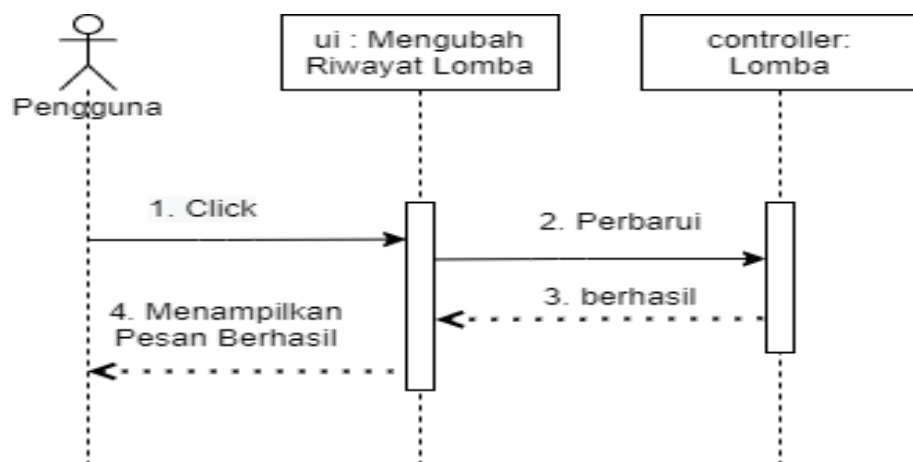 ui : Mengubah
Riwayat Lomba
controller:
Lomba
Pengguna
1. Click
2. Perbarui
3. berhasil
4. Menampilkan
Pesan Berhasil